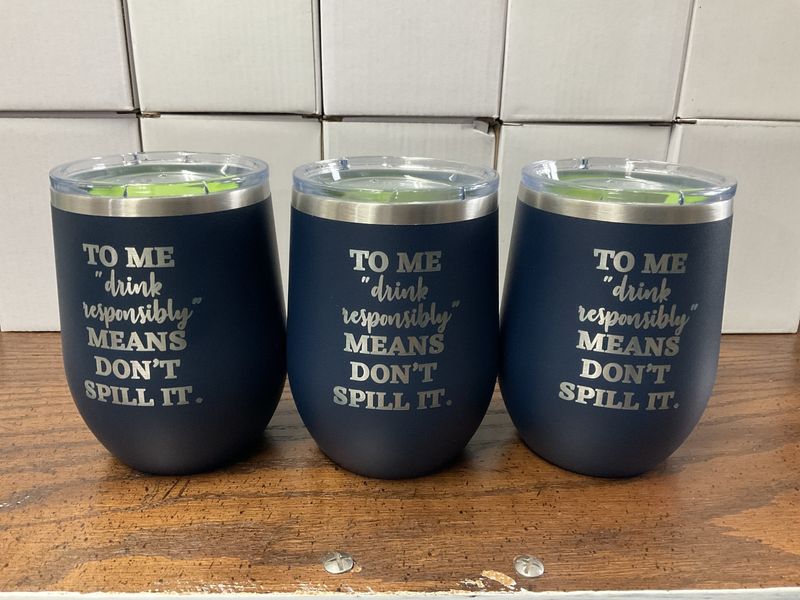 TO ME
"drink
responsibly"
MEANS
DON'T
SPILL IT.
TO ME
"drink
responsibly"
MEANS
DON'T
SPILL IT.
TO ME
"drink
responsibly"
MEANS
DON'T
SPILL IT.